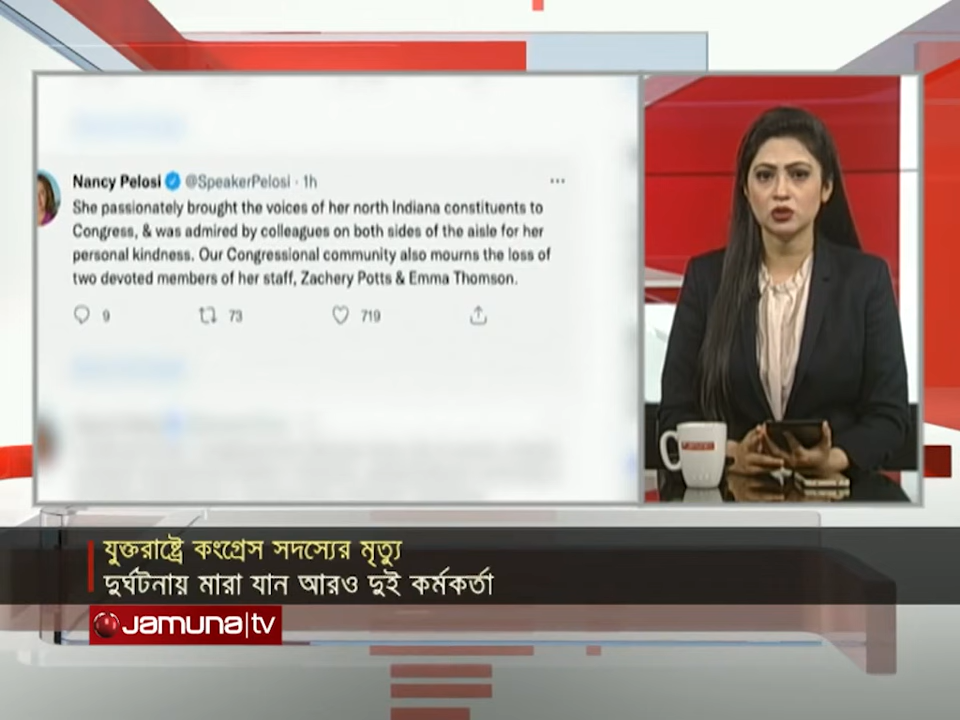 Nancy Pelosi @SpeakerPelosi · 1h
She passionately brought the voices of her north Indiana constituents to
Congress, & was admired by colleagues on both sides of the aisle for her
personal kindness. Our Congressional community also mourns the loss of
two devoted members of her staff, Zachery Potts & Emma Thomson.
9 73 719
যুক্তরাষ্ট্রে কংগ্রেস সদস্যের মৃত্যু
দুর্ঘটনায় মারা যান আরও দুই কর্মকর্তা
Jamuna|tv